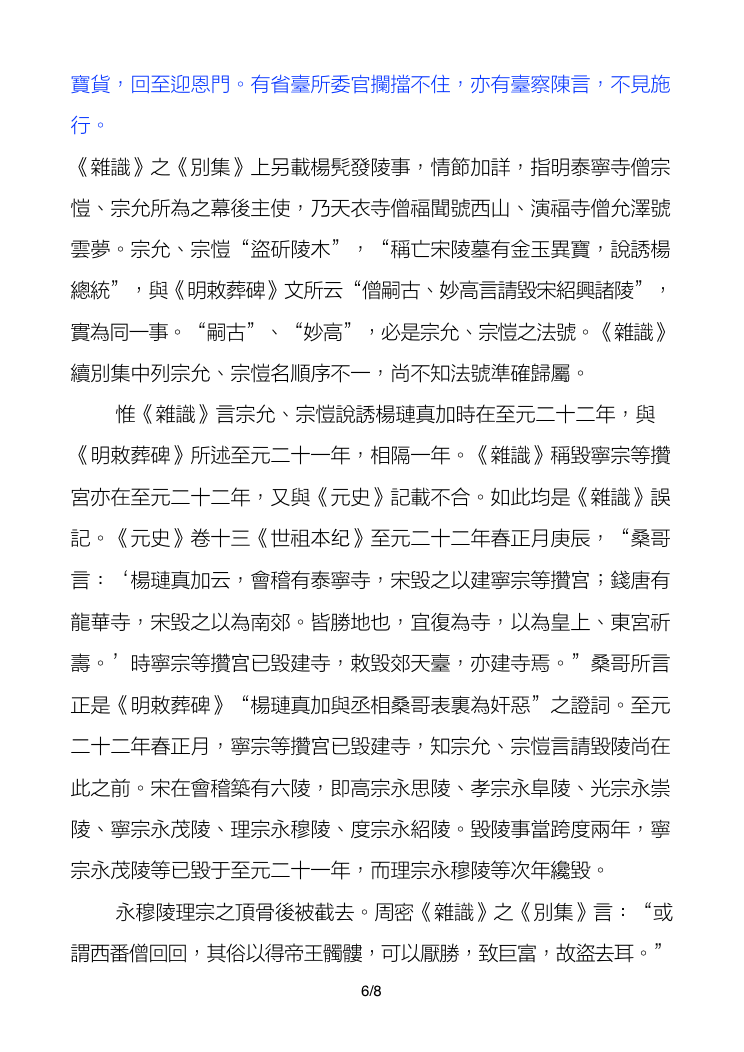 寶貨，回至迎恩門。有省臺所委官攔擋不住，亦有臺察陳言，不見施
行。
《雜識》之《別集》上另載楊髡發陵事，情節加詳，指明泰寧寺僧宗
愷、宗允所為之幕後主使，乃天衣寺僧福聞號西山、演福寺僧允澤號
雲夢。宗允、宗愷“盜斫陵木”，“稱亡宋陵墓有金玉異寶，說誘楊
總統”，與《明敕葬碑》文所云“僧嗣古、妙高言請毀宋紹興諸陵”，
實為同一事。“嗣古”、“妙高”，必是宗允、宗愷之法號。《雜識》
續別集中列宗允、宗愷名順序不一，尚不知法號準確歸屬。
惟《雜識》言宗允、宗愷說誘楊璉真加時在至元二十二年，與
《明敕葬碑》所述至元二十一年，相隔一年。《雜識》稱毀寧宗等攢
宮亦在至元二十二年，又與《元史》記載不合。如此均是《雜識》誤
記。《元史》卷十三《世祖本纪》至元二十二年春正月庚辰，“桑哥
言：‘楊璉真加云，會稽有泰寧寺，宋毀之以建寧宗等攢宮；錢唐有
龍華寺，宋毀之以為南郊。皆勝地也，宜復為寺，以為皇上、東宮祈
壽。’時寧宗等攢宮已毀建寺，敕毀郊天臺，亦建寺焉。”桑哥所言
正是《明敕葬碑》“楊璉真加與丞相桑哥表裏為奸惡”之證詞。至元
二十二年春正月，寧宗等攢宮已毀建寺，知宗允、宗愷言請毀陵尚在
此之前。宋在會稽築有六陵，即高宗永思陵、孝宗永阜陵、光宗永崇
陵、寧宗永茂陵、理宗永穆陵、度宗永紹陵。毀陵事當跨度兩年，寧
宗永茂陵等已毀于至元二十一年，而理宗永穆陵等次年纔毀。
永穆陵理宗之頂骨後被截去。周密《雜識》之《別集》言：“或
謂西番僧回回，其俗以得帝王髑髏，可以厭勝，致巨富，故盜去耳。”
6/8